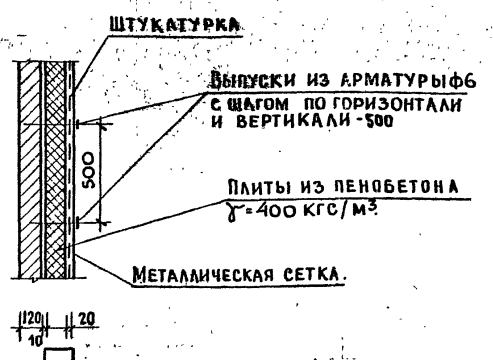 ШТУКАТУРКА
ВЫПУСКИ ИЗ АРМАТУРЫ Ф6
С ШАГОМ ПО ГОРИЗОНТАЛИ
И ВЕРТИКАЛИ-500
500
ПЛИТЫ ИЗ ПЕНОБЕТОНА
γ=400 КГС/М³.
МЕТАЛЛИЧЕСКАЯ СЕТКА.
120 20
10